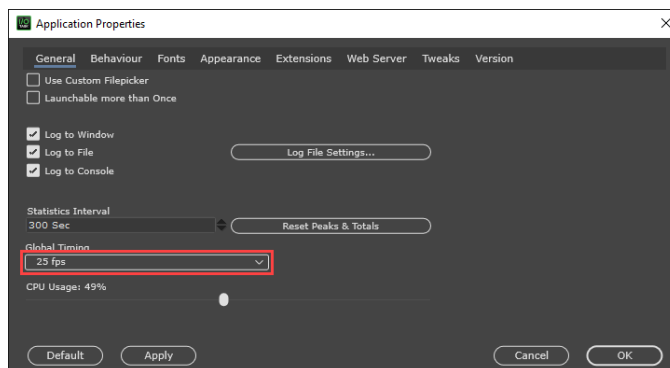 Application Properties
General Behaviour Fonts Appearance Extensions Web Server Tweaks Version
Use Custom Filepicker
Launchable more than Once
Log to Window
Log to File
Log File Settings...
Log to Console
Statistics Interval
300 Sec
Reset Peaks & Totals
Global Timing
25 fps
CPU Usage: 49%
Default Apply Cancel OK